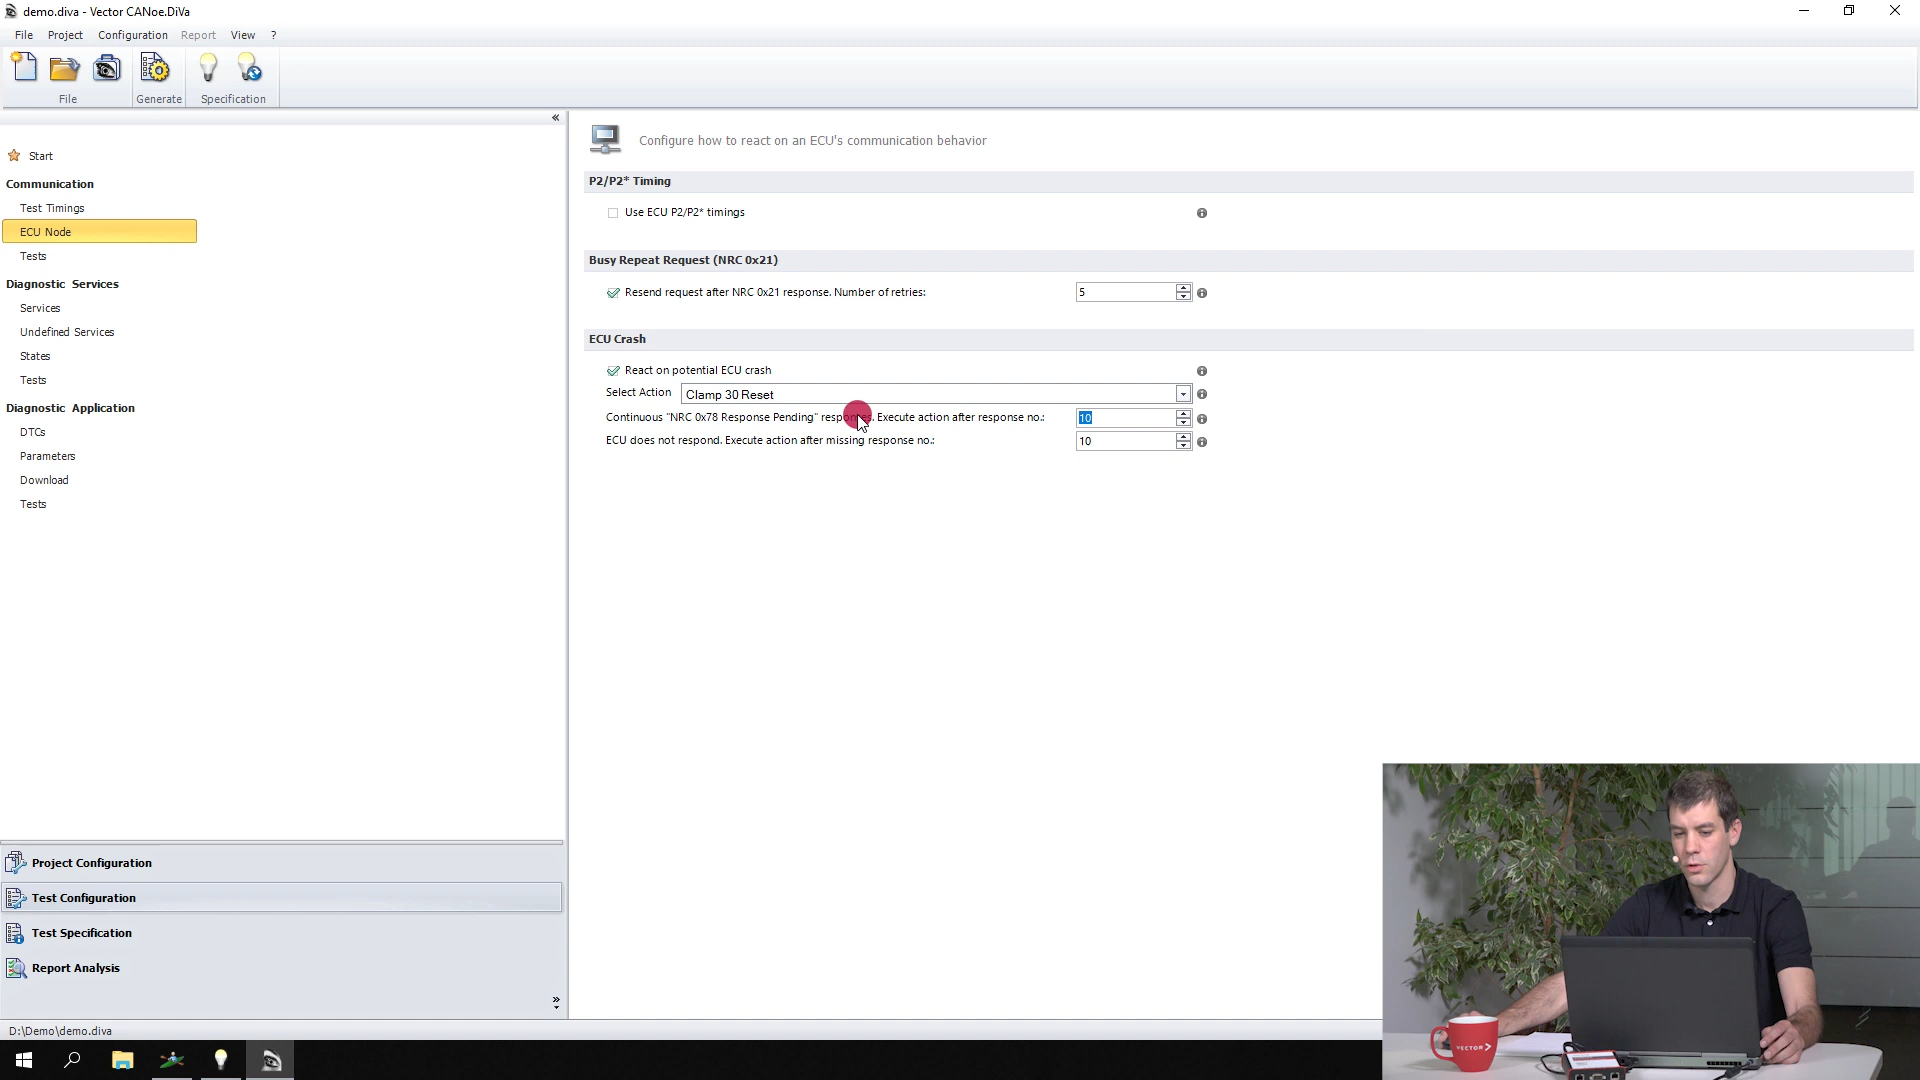 demo.diva - Vector CANoe.DiVa
File Project Configuration Report View ?
File Generate Specification
Start
Communication
Test Timings
ECU Node
Tests
Diagnostic Services
Services
Undefined Services
States
Tests
Diagnostic Application
DTCs
Parameters
Download
Tests
Project Configuration
Test Configuration
Test Specification
Report Analysis
D:\Demo\demo.diva
Configure how to react on an ECU's communication behavior
P2/P2* Timing
Use ECU P2/P2* timings
Busy Repeat Request (NRC 0x21)
Resend request after NRC 0x21 response. Number of retries: 5
ECU Crash
React on potential ECU crash
Select Action Clamp 30 Reset
Continuous "NRC 0x78 Response Pending" responses. Execute action after response no.: 10
ECU does not respond. Execute action after missing response no.: 10
VECTOR